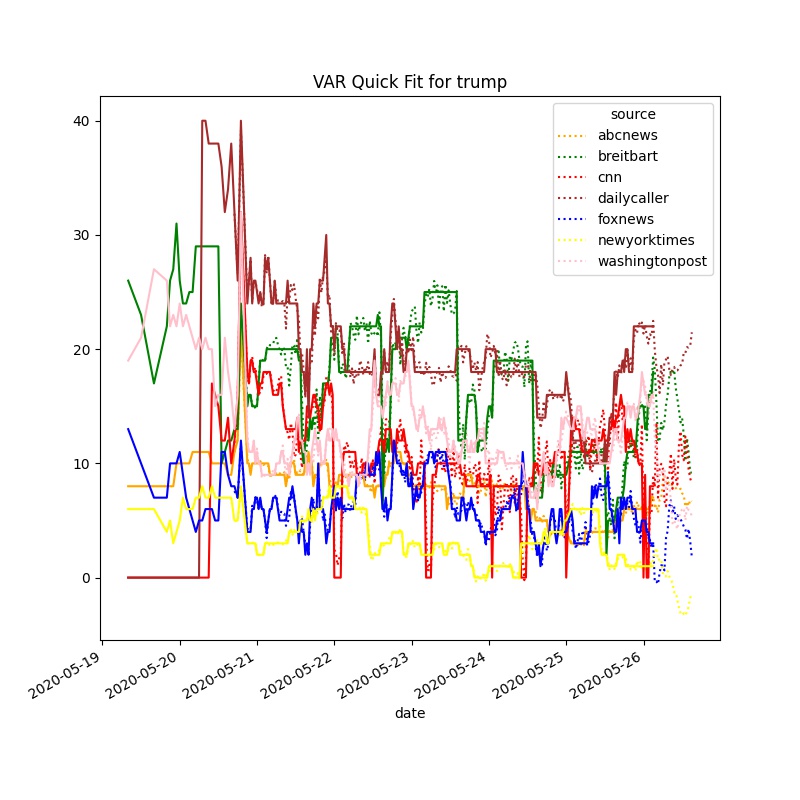 VAR Quick Fit for trump
source
abcnews
breitbart
cnn
dailycaller
foxnews
newyorktimes
washingtonpost
40
30
20
10
0
2020-05-19
2020-05-20
2020-05-21
2020-05-22
2020-05-23
2020-05-24
2020-05-25
2020-05-26
date